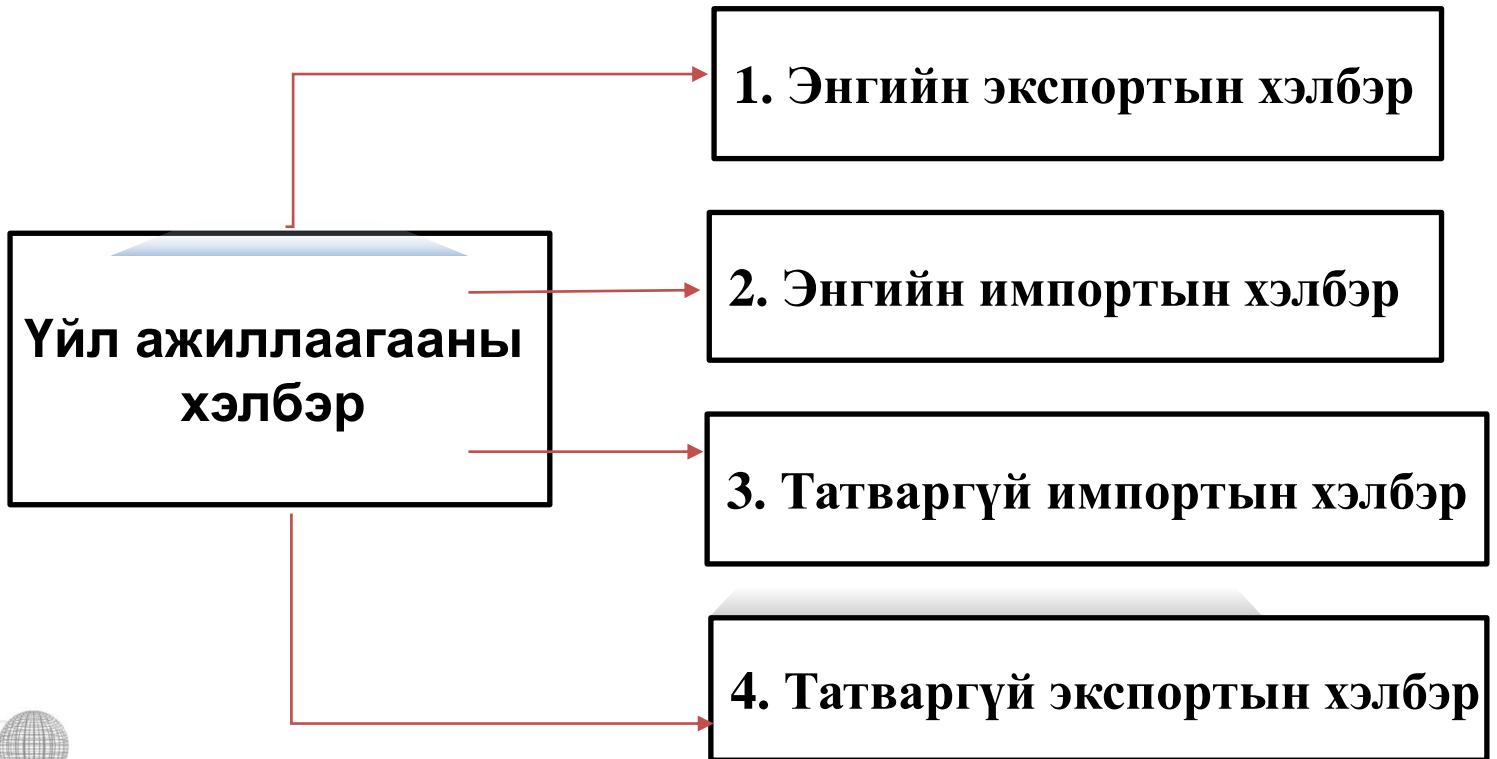 1. Энгийн экспортын хэлбэр
2. Энгийн импортын хэлбэр
Үйл ажиллаагааны
хэлбэр
3. Татваргүй импортын хэлбэр
4. Татваргүй экспортын хэлбэр